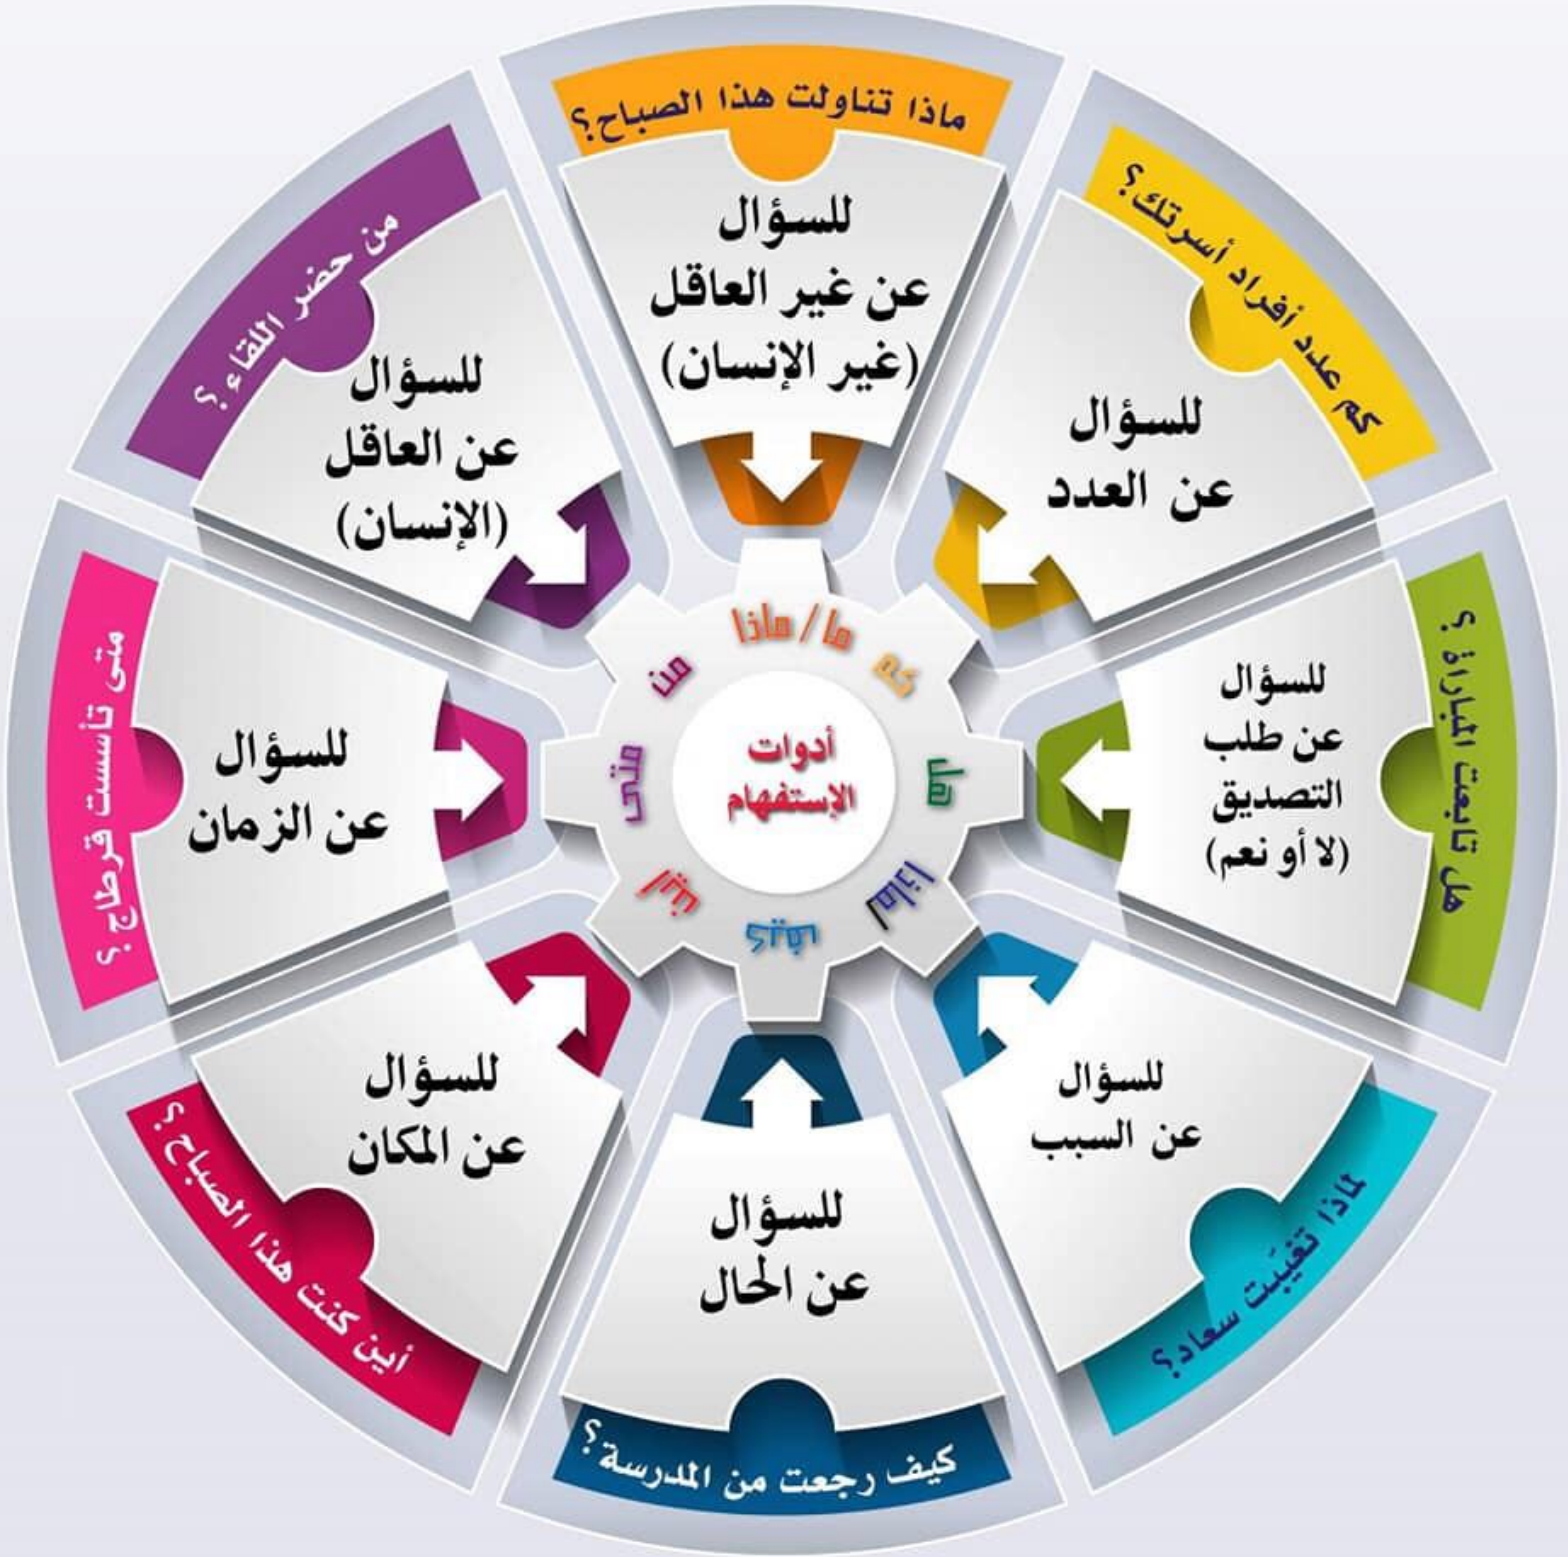 ماذا تناولت هذا الصباح؟
للسؤال
عن غير العاقل
(غير الإنسان)
كم عدد أفراد أسرتك؟
للسؤال
عن العدد
هل تابعت المباراة ؟
للسؤال
عن طلب
التصديق
(لا أو نعم)
لماذا تغيّبت سعاد؟
للسؤال
عن السبب
كيف رجعت من المدرسة؟
للسؤال
عن الحال
أين كنت هذا الصباح ؟
للسؤال
عن المكان
متى تأسست قرطاج ؟
للسؤال
عن الزمان
من حضر اللقاء ؟
للسؤال
عن العاقل
(الإنسان)
ما / ماذا
كم
هل
لماذا
كيف
أين
متى
من
أدوات
الإستفهام